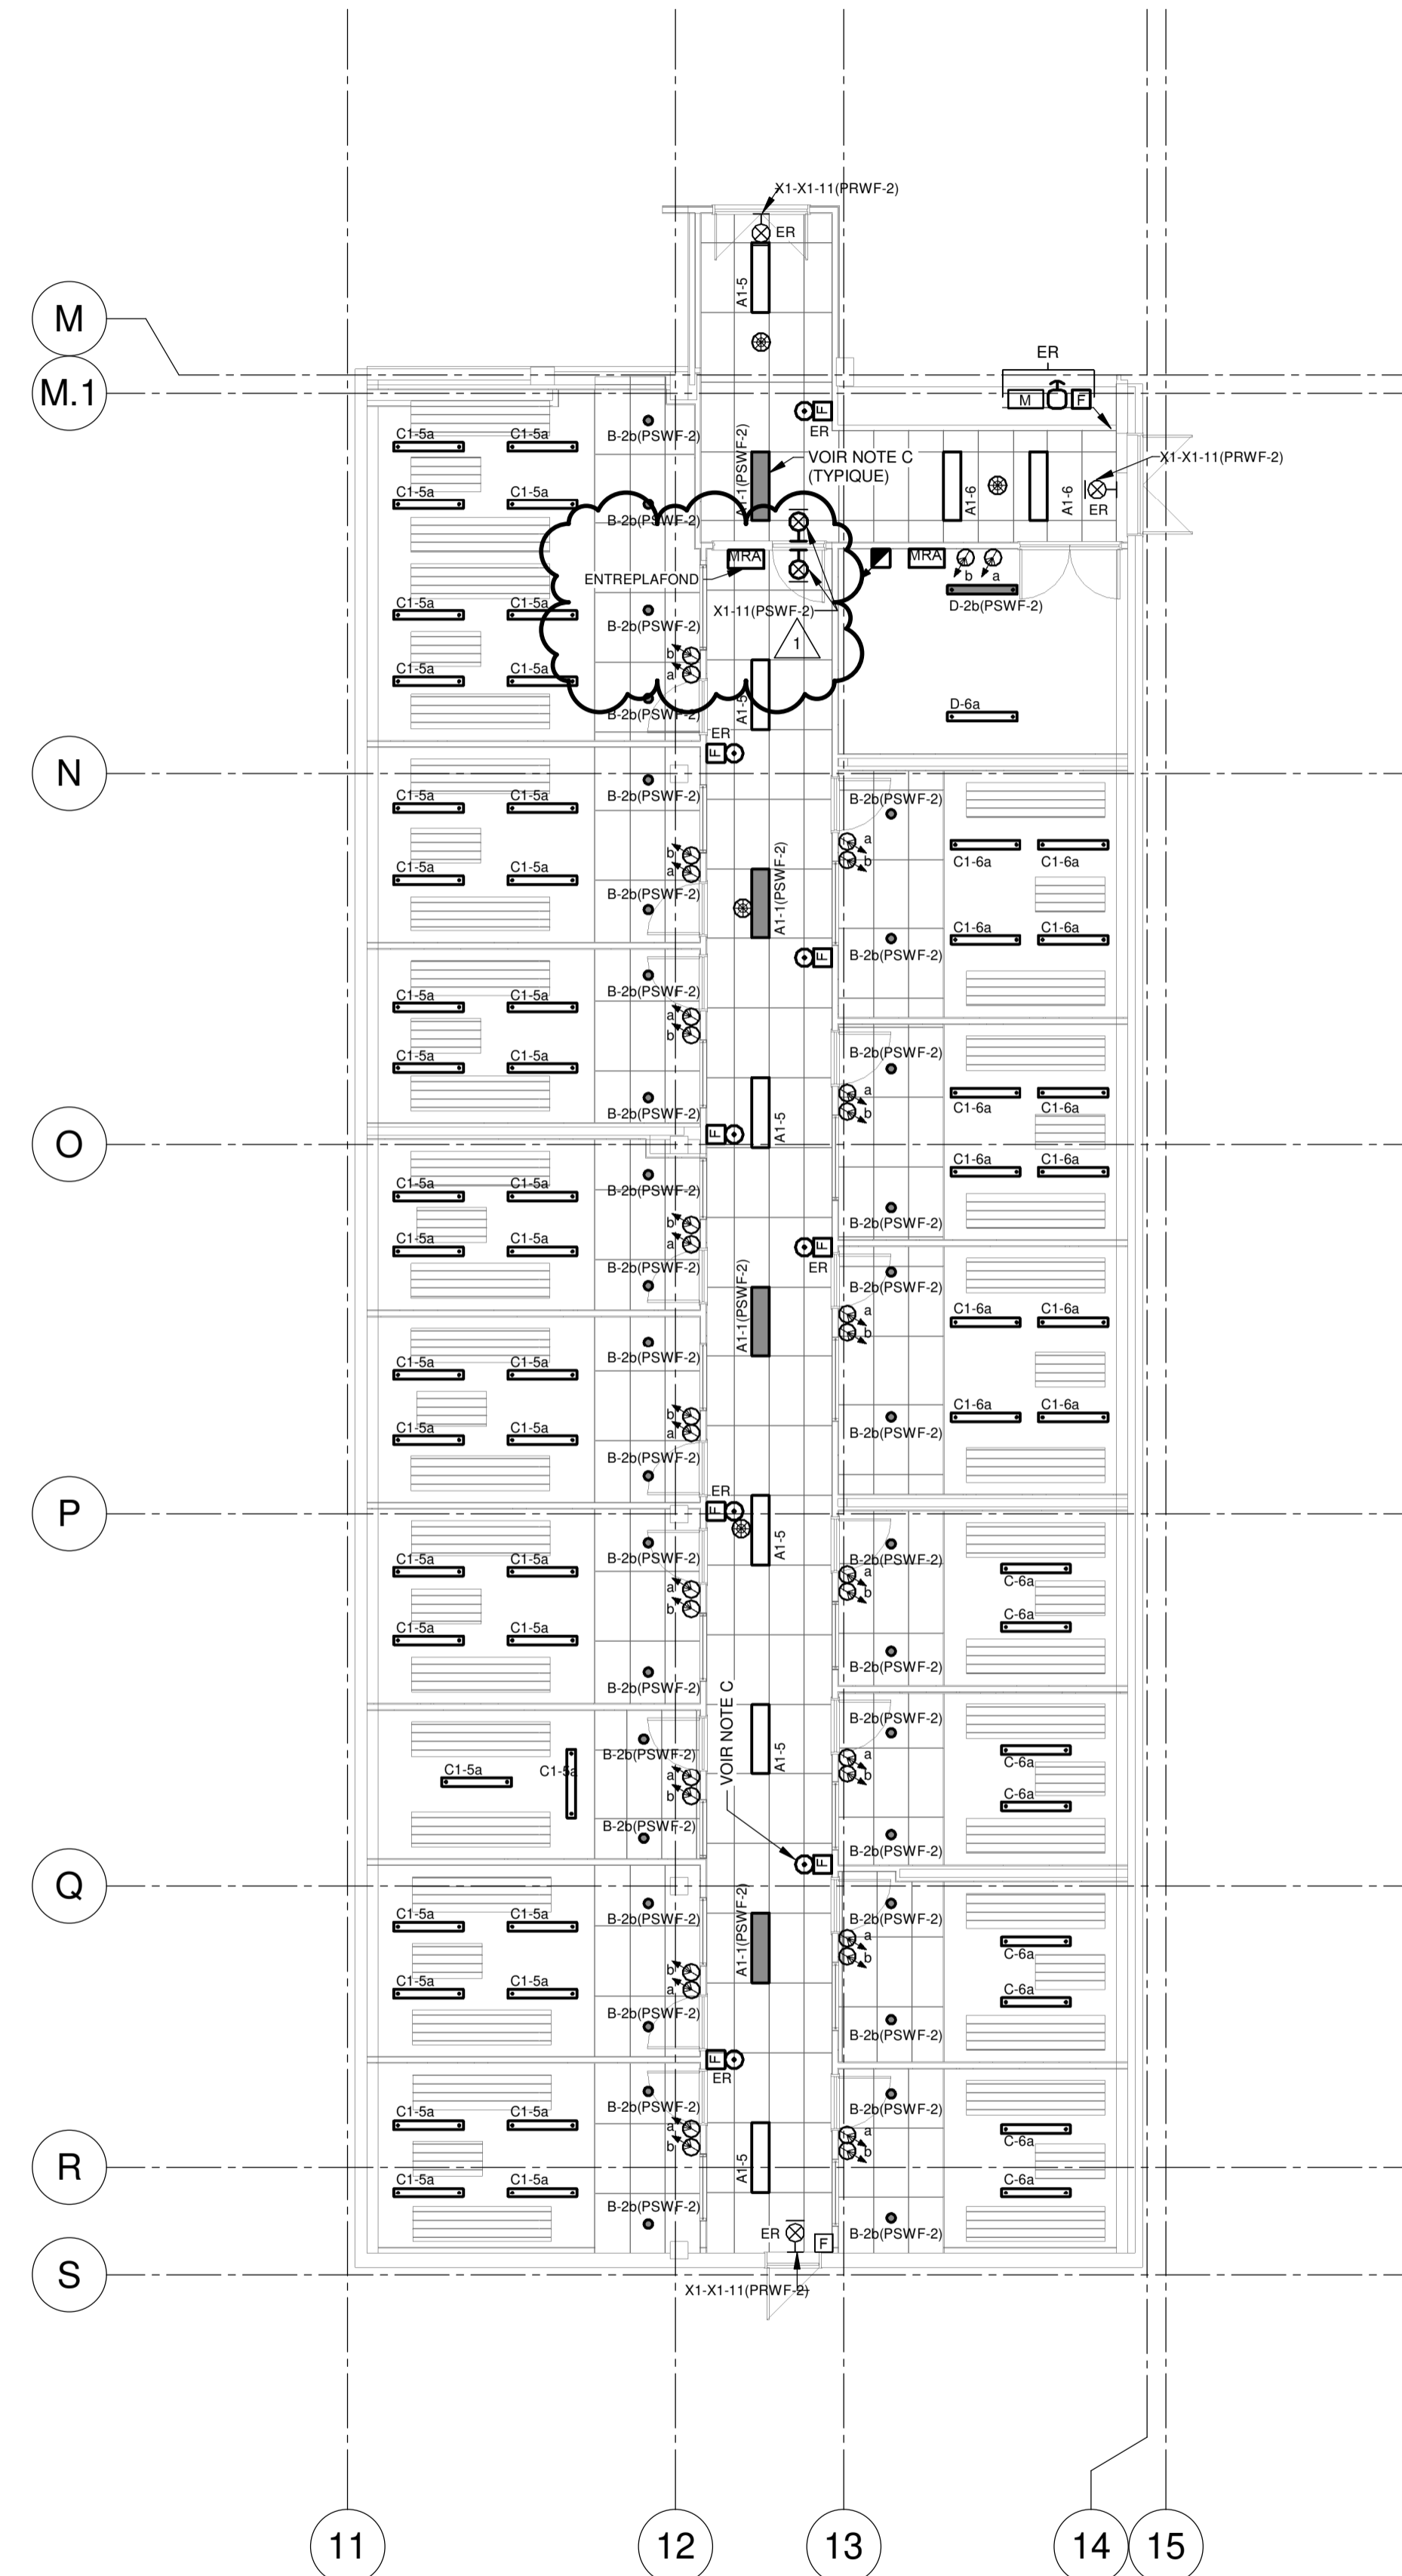 X1-X1-11(PRWF-2)
ER
A1-5
M
M.1
ER
M
F
F
ER
C1-5a
C1-5a
B-2b(PSWF-2)
A1-1(PSWF-2)
VOIR NOTE C
(TYPIQUE)
A1-6
A1-6
X1-X1-11(PRWF-2)
ER
C1-5a
C1-5a
B-2b(PSWF-2)
MRA
MRA
ENTREPLAFOND
b
a
D-2b(PSWF-2)
C1-5a
C1-5a
B-2b(PSWF-2)
X1-11(PSWF-2)
1
b
a
C1-5a
C1-5a
B-2b(PSWF-2)
A1-5
D-6a
ER
F
N
C1-5a
C1-5a
B-2b(PSWF-2)
B-2b(PSWF-2)
b
a
a
b
C1-6a
C1-6a
C1-5a
C1-5a
B-2b(PSWF-2)
A1-1(PSWF-2)
C1-6a
C1-6a
F
B-2b(PSWF-2)
C1-5a
C1-5a
B-2b(PSWF-2)
a
b
B-2b(PSWF-2)
C1-5a
C1-5a
B-2b(PSWF-2)
A1-5
a
b
C1-6a
C1-6a
O
F
C1-6a
C1-6a
C1-5a
C1-5a
B-2b(PSWF-2)
B-2b(PSWF-2)
b
a
F
ER
C1-5a
C1-5a
B-2b(PSWF-2)
B-2b(PSWF-2)
A1-1(PSWF-2)
a
b
C1-6a
C1-6a
C1-5a
C1-5a
B-2b(PSWF-2)
b
a
C1-6a
C1-6a
C1-5a
C1-5a
B-2b(PSWF-2)
B-2b(PSWF-2)
P
ER
F
A1-5
C1-5a
C1-5a
B-2b(PSWF-2)
B-2b(PSWF-2)
a
b
a
b
C-6a
C-6a
C1-5a
C1-5a
B-2b(PSWF-2)
B-2b(PSWF-2)
VOIR NOTE C
C1-5a
C1-5a
B-2b(PSWF-2)
a
b
A1-5
B-2b(PSWF-2)
a
b
C-6a
C-6a
B-2b(PSWF-2)
B-2b(PSWF-2)
F
Q
C1-5a
C1-5a
B-2b(PSWF-2)
A1-1(PSWF-2)
B-2b(PSWF-2)
b
a
a
b
C-6a
C-6a
C1-5a
C1-5a
B-2b(PSWF-2)
B-2b(PSWF-2)
F
ER
C1-5a
C1-5a
B-2b(PSWF-2)
B-2b(PSWF-2)
a
b
a
b
C-6a
C-6a
R
A1-5
C1-5a
C1-5a
B-2b(PSWF-2)
B-2b(PSWF-2)
ER
F
S
X1-X1-11(PRWF-2)
11
12
13
14
15